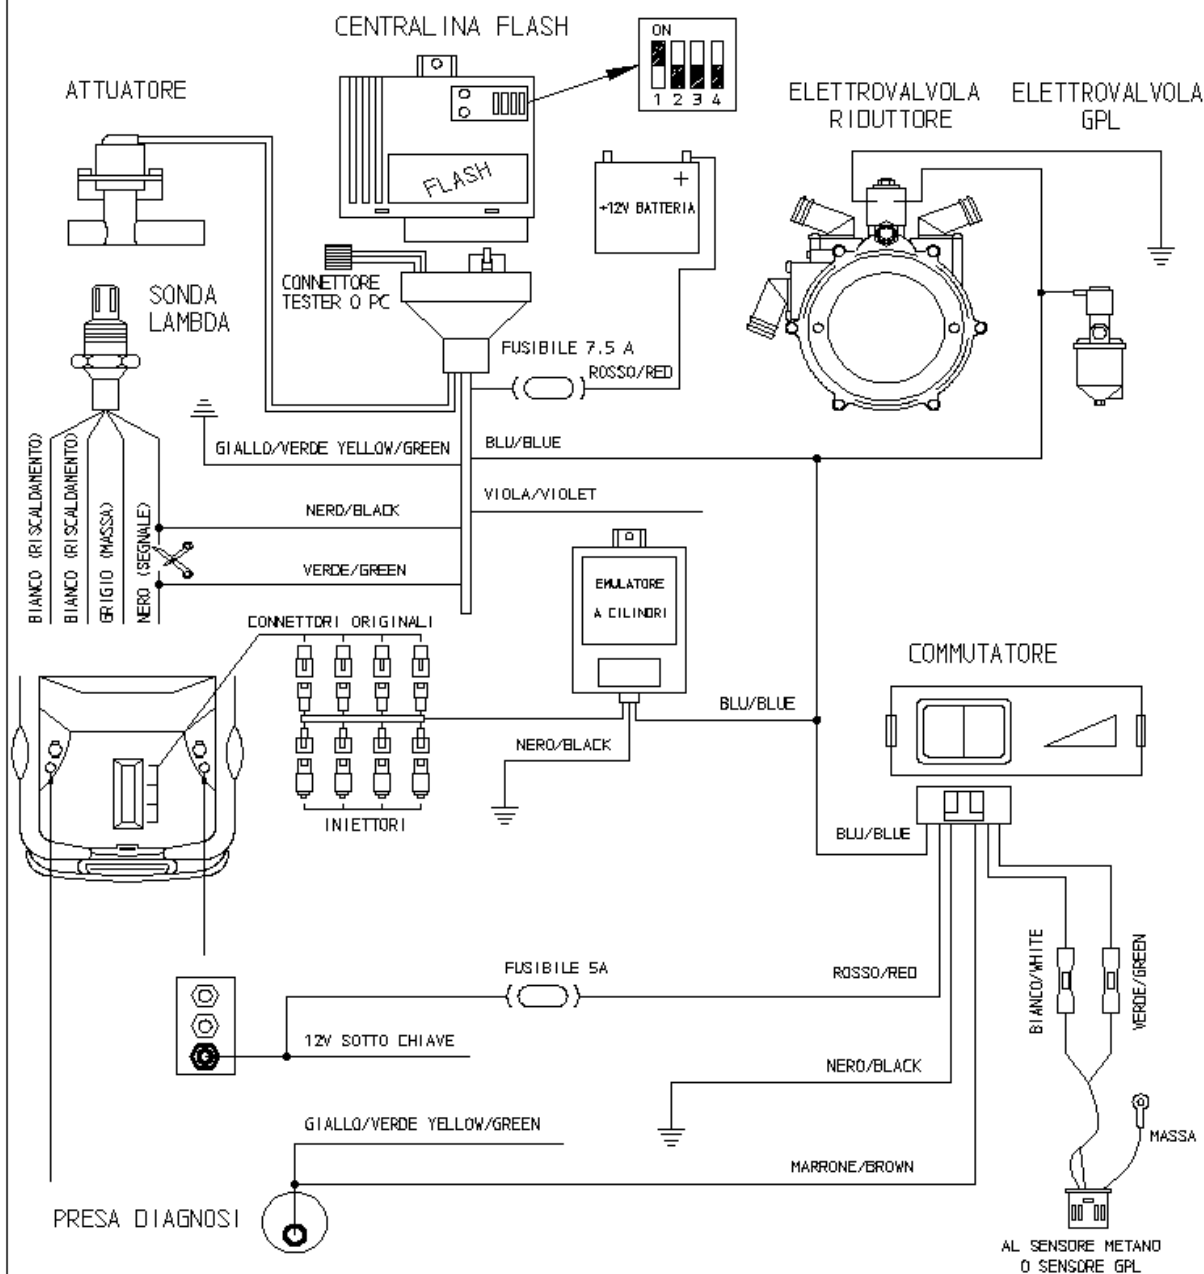 CENTRALINA FLASH
ON
1 2 3 4
ATTUATORE
ELETTROVALVOLA
RIDUTTORE
ELETTROVALVOLA
GPL
FLASH
+
+12V BATTERIA
CONNETTORE
TESTER O PC
SONDA
LAMBDA
FUSIBILE 7.5 A
ROSSO/RED
GIALLO/VERDE YELLOW/GREEN
BLU/BLUE
VIOLA/VIOLET
NERO/BLACK
VERDE/GREEN
BIANCO (RISCALDAMENTO)
BIANCO (RISCALDAMENTO)
GRIGIO (MASSA)
NERO (SEGNALE)
EMULATORE
A CILINDRI
CONNETTORI ORIGINALI
COMMUTATORE
BLU/BLUE
NERO/BLACK
INIETTORI
BLU/BLUE
FUSIBILE 5A
ROSSO/RED
BIANCO/WHITE
VERDE/GREEN
12V SOTTO CHIAVE
NERO/BLACK
GIALLO/VERDE YELLOW/GREEN
MASSA
MARRONE/BROWN
PRESA DIAGNOSI
AL SENSORE METANO
O SENSORE GPL